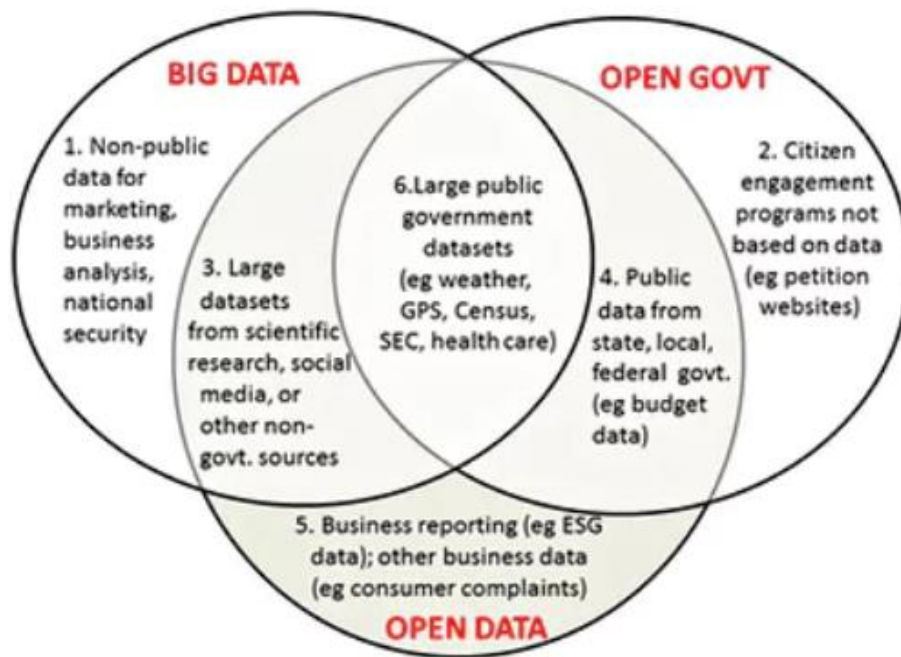 BIG DATA
OPEN GOVT
1. Non-public
data for
marketing,
business
analysis,
national
security
2. Citizen
engagement
programs not
based on data
(eg petition
websites)
6.Large public
government
datasets
(eg weather,
GPS, Census,
SEC, health care)
3. Large
datasets
from scientific
research, social
media, or
other non-
govt. sources
4. Public
data from
state, local,
federal govt.
(eg budget
data)
5. Business reporting (eg ESG
data); other business data
(eg consumer complaints)
OPEN DATA